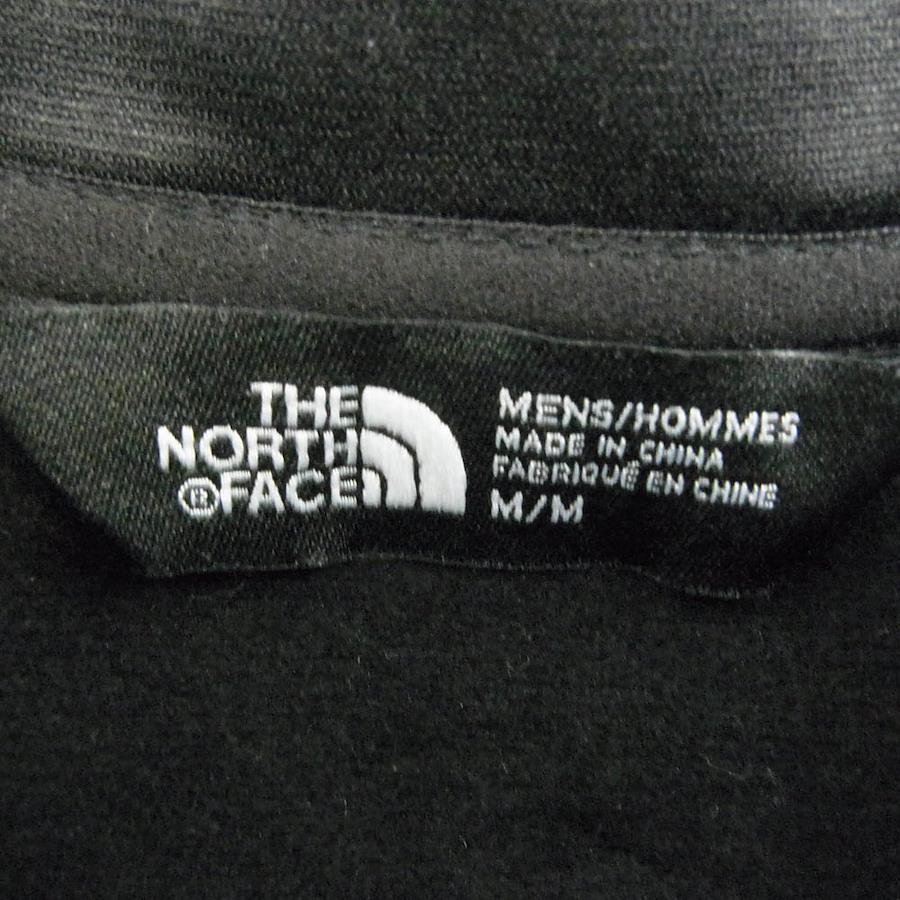 THE
NORTH
®FACE
MENS/HOMMES
MADE IN CHINA
FABRIQUÉ EN CHINE
M/M